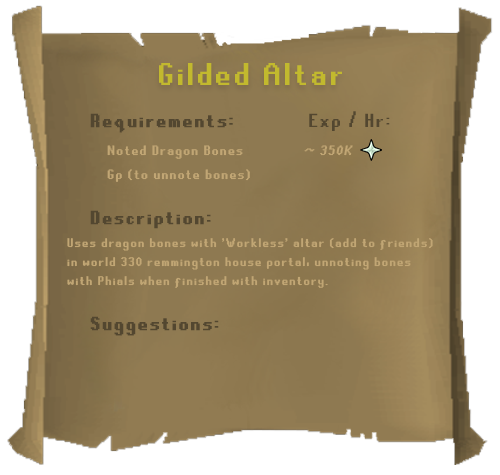 Gilded Altar
Requirements: Exp / Hr:
Noted Dragon Bones ~ 350K
Gp (to unnote bones)
Description:
Uses dragon bones with 'Workless' altar (add to friends)
in world 330 remmington house portal, unnoting bones
with Phials when finished with inventory.
Suggestions: